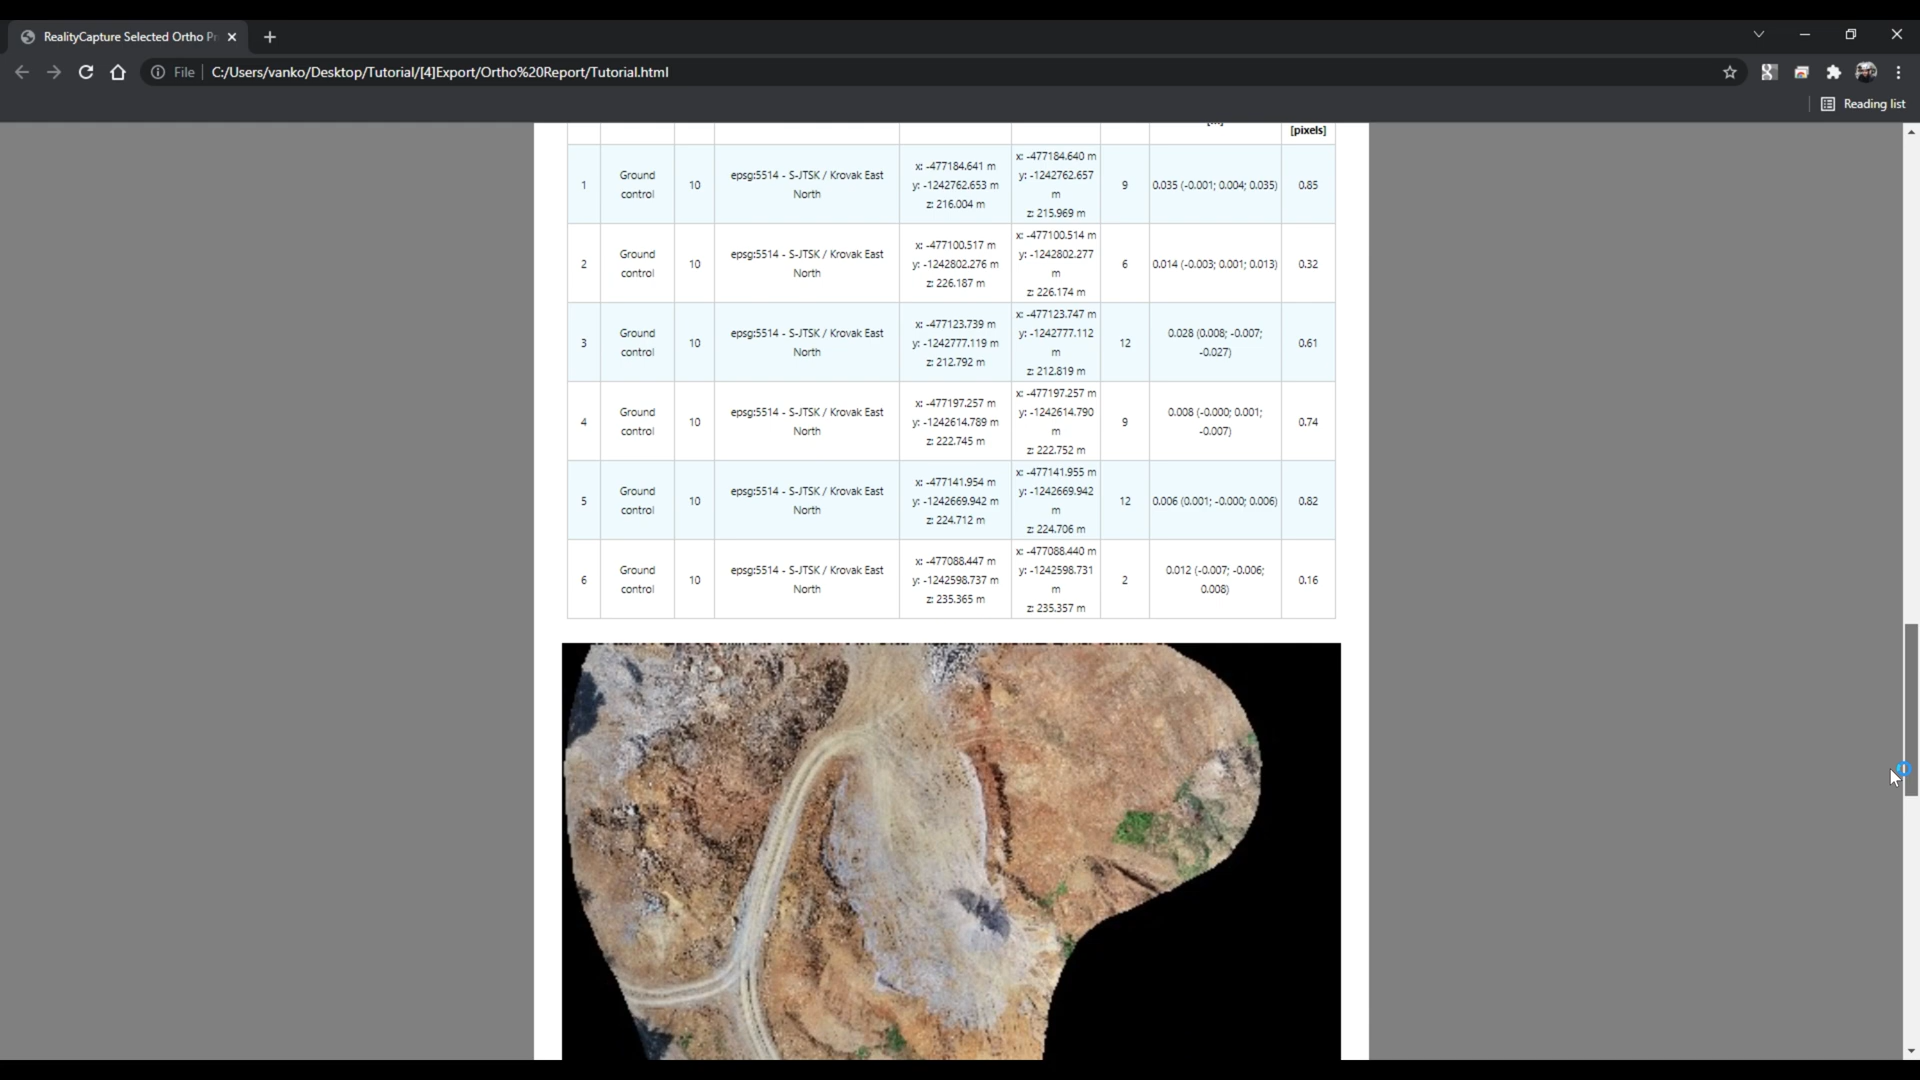 RealityCapture Selected Ortho Pr
File
C:/Users/vanko/Desktop/Tutorial/[4]Export/Ortho%20Report/Tutorial.html
Reading list
[pixels]
1
Ground
control
10
epsg:5514 - S-JTSK / Krovak East
North
x: -477184.641 m
y: -1242762.653 m
z: 216.004 m
x: -477184.640 m
y: -1242762.657
m
z: 215.969 m
9
0.035 (-0.001; 0.004; 0.035)
0.85
2
Ground
control
10
epsg:5514 - S-JTSK / Krovak East
North
x: -477100.517 m
y: -1242802.276 m
z: 226.187 m
x: -477100.514 m
y: -1242802.277
m
z: 226.174 m
6
0.014 (-0.003; 0.001; 0.013)
0.32
3
Ground
control
10
epsg:5514 - S-JTSK / Krovak East
North
x: -477123.739 m
y: -1242777.119 m
z: 212.792 m
x: -477123.747 m
y: -1242777.112
m
z: 212.819 m
12
0.028 (0.008; -0.007;
-0.027)
0.61
4
Ground
control
10
epsg:5514 - S-JTSK / Krovak East
North
x: -477197.257 m
y: -1242614.789 m
z: 222.745 m
x: -477197.257 m
y: -1242614.790
m
z: 222.752 m
9
0.008 (-0.000; 0.001;
-0.007)
0.74
5
Ground
control
10
epsg:5514 - S-JTSK / Krovak East
North
x: -477141.954 m
y: -1242669.942 m
z: 224.712 m
x: -477141.955 m
y: -1242669.942
m
z: 224.706 m
12
0.006 (0.001; -0.000; 0.006)
0.82
6
Ground
control
10
epsg:5514 - S-JTSK / Krovak East
North
x: -477088.447 m
y: -1242598.737 m
z: 235.365 m
x: -477088.440 m
y: -1242598.731
m
z: 235.357 m
2
0.012 (-0.007; -0.006;
0.008)
0.16